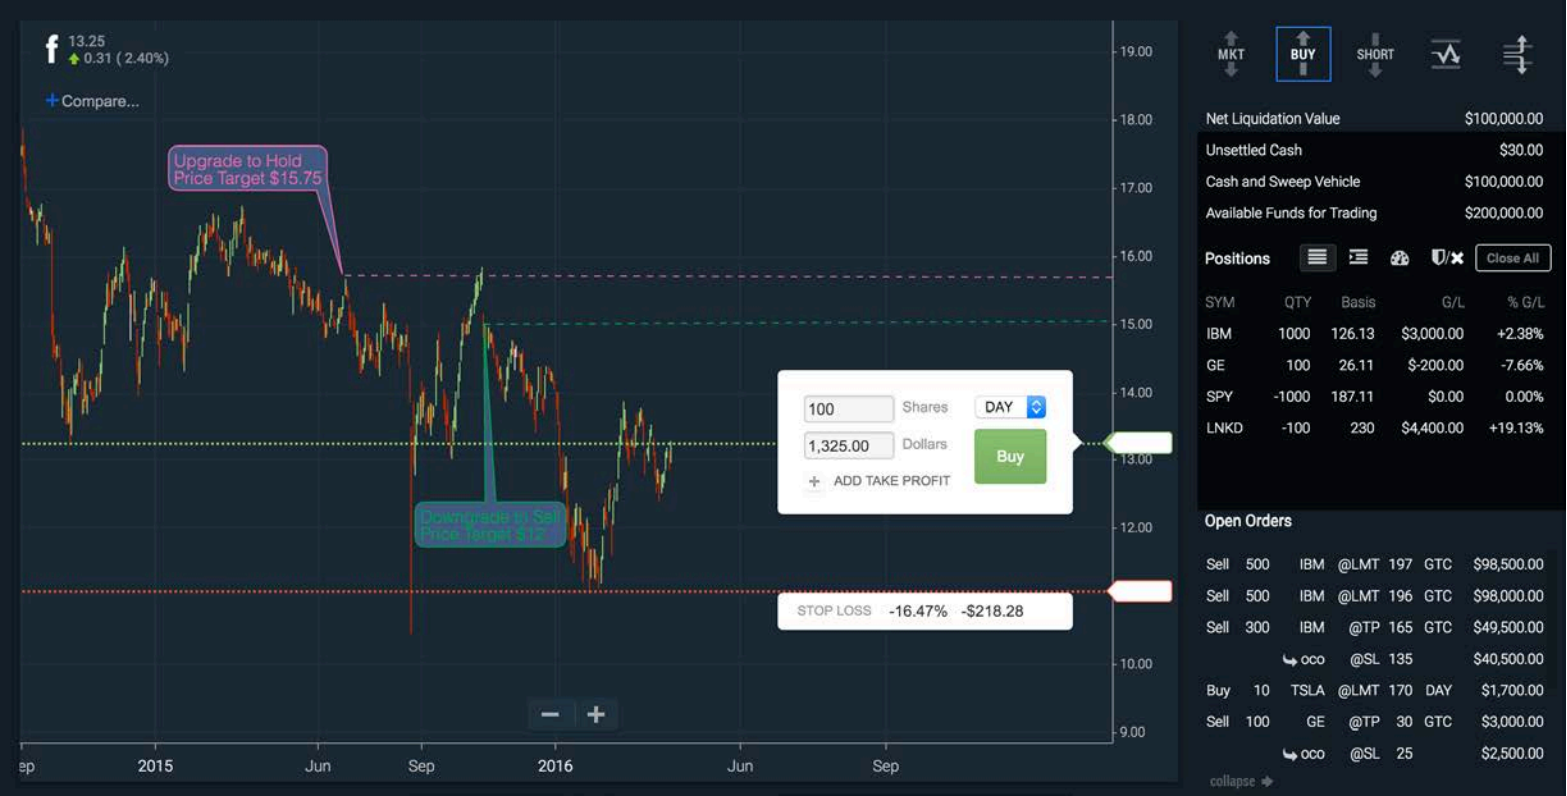 f 13.25
0.31 ( 2.40%)
+ Compare...
Upgrade to Hold
Price Target $15.75
Downgrade to Sell
Price Target $12
19.00
18.00
17.00
16.00
15.00
14.00
13.00
12.00
10.00
9.00
ep 2015 Jun Sep 2016 Jun Sep
100 Shares DAY
1,325.00 Dollars Buy
+ ADD TAKE PROFIT
STOP LOSS -16.47% -$218.28
− +
MKT BUY SHORT
Net Liquidation Value $100,000.00
Unsettled Cash $30.00
Cash and Sweep Vehicle $100,000.00
Available Funds for Trading $200,000.00
Positions Close All
SYM QTY Basis G/L % G/L
IBM 1000 126.13 $3,000.00 +2.38%
GE 100 26.11 $-200.00 -7.66%
SPY -1000 187.11 $0.00 0.00%
LNKD -100 230 $4,400.00 +19.13%
Open Orders
Sell 500 IBM @LMT 197 GTC $98,500.00
Sell 500 IBM @LMT 196 GTC $98,000.00
Sell 300 IBM @TP 165 GTC $49,500.00
oco @SL 135 $40,500.00
Buy 10 TSLA @LMT 170 DAY $1,700.00
Sell 100 GE @TP 30 GTC $3,000.00
oco @SL 25 $2,500.00
collapse